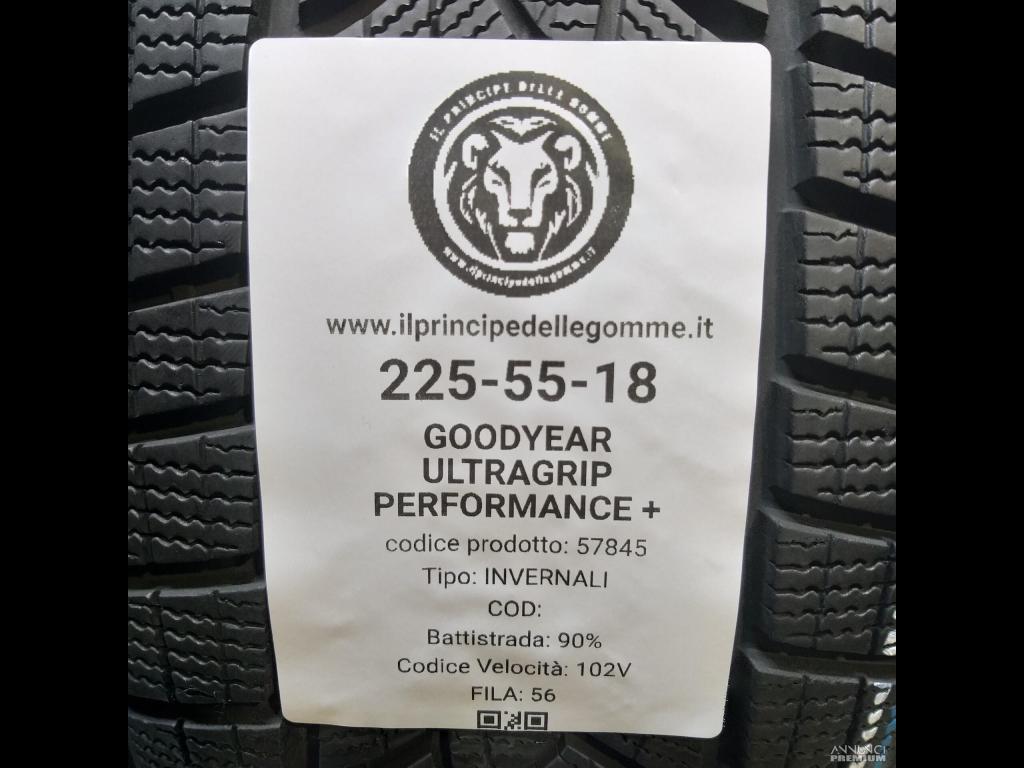 IL PRINCIPE DELLE GOMME
www.ilprincipedellegomme.it
www.ilprincipedellegomme.it
225-55-18
GOODYEAR
ULTRAGRIP
PERFORMANCE +
codice prodotto: 57845
Tipo: INVERNALI
COD:
Battistrada: 90%
Codice Velocità: 102V
FILA: 56
ANNUNCI
PREMIUM